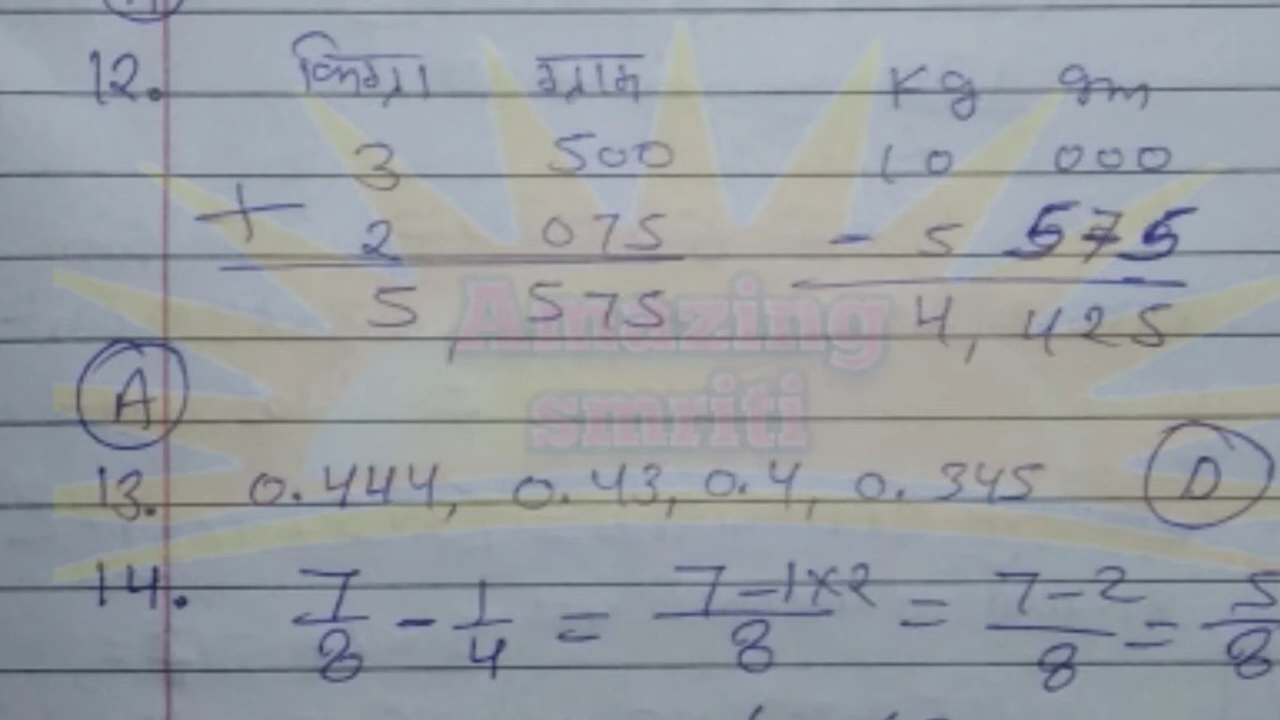 12. किग्रा ग्राम Kg gm
3 500 10 000
+ 2 075 - 5 575
5, 575 4, 425
A
13. 0.444, 0.43, 0.4, 0.345 D
14. 7/8 - 1/4 = 7-1×2/8 = 7-2/8 = 5/8
Amazing
smriti